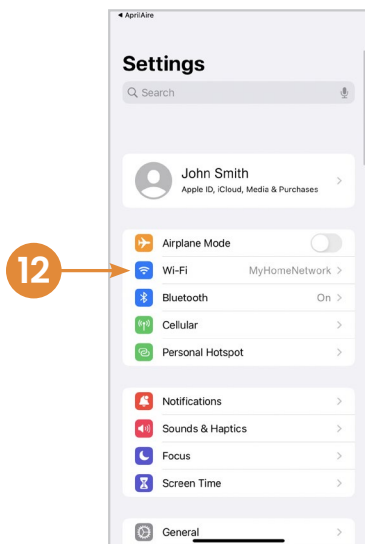 ◀ AprilAire
Settings
Search
John Smith
Apple ID, iCloud, Media & Purchases
Airplane Mode
12
Wi-Fi MyHomeNetwork
Bluetooth On
Cellular
Personal Hotspot
Notifications
Sounds & Haptics
Focus
Screen Time
General